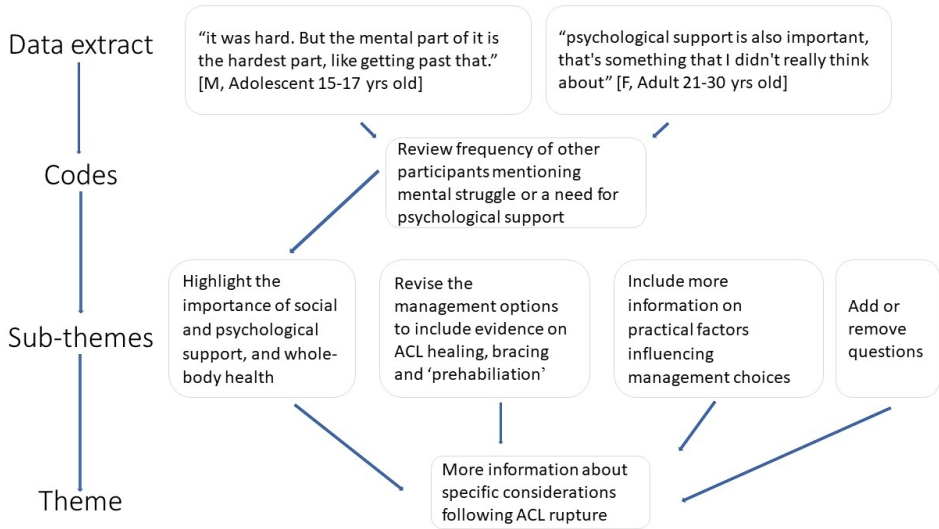 Data extract
“it was hard. But the mental part of it is
the hardest part, like getting past that.”
[M, Adolescent 15-17 yrs old]
“psychological support is also important,
that's something that I didn't really think
about” [F, Adult 21-30 yrs old]
Codes
Review frequency of other
participants mentioning
mental struggle or a need for
psychological support
Sub-themes
Highlight the
importance of social
and psychological
support, and whole-
body health
Revise the
management options
to include evidence on
ACL healing, bracing
and ‘prehabiliation’
Include more
information on
practical factors
influencing
management choices
Add or
remove
questions
Theme
More information about
specific considerations
following ACL rupture